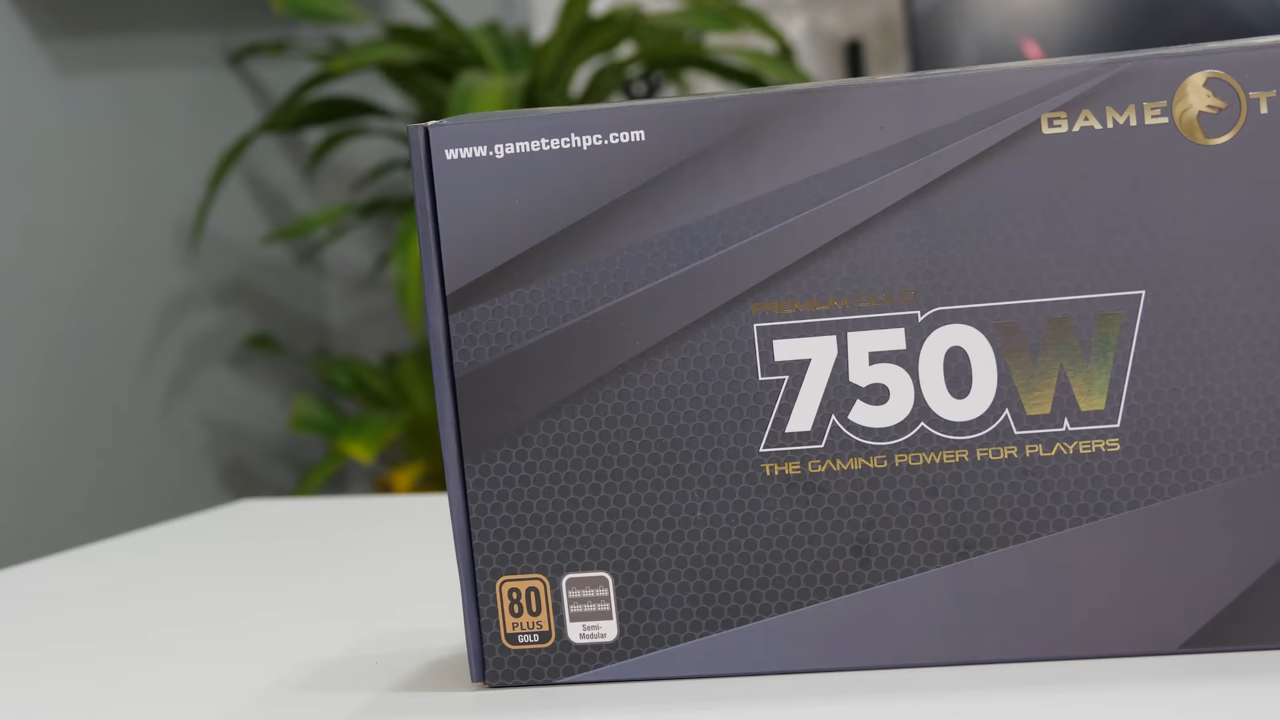 www.gametechpc.com
GAME T
PREMIUM GOLD
750W
THE GAMING POWER FOR PLAYERS
80
PLUS
GOLD
Semi-
Modular